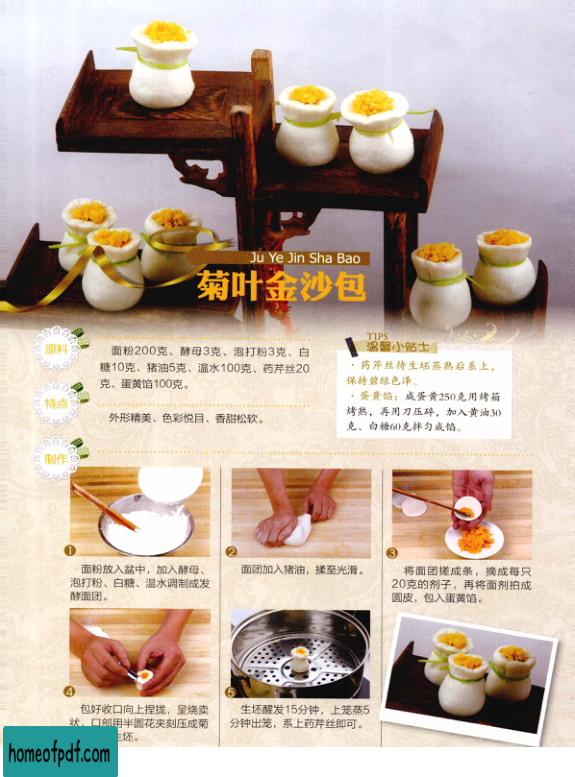 Ju Ye Jin Sha Bao
菊叶金沙包
原料
面粉200克、酵母3克、泡打粉3克、白
糖10克、猪油5克、温水100克、药芹丝20
克、蛋黄馅100克。
特点
外形精美、色彩悦目、香甜松软。
TIPS
温馨小贴士
·药芹丝待生坯蒸熟后系上，
保持碧绿色泽。
·蛋黄馅：咸蛋黄250克用烤箱
烤熟，再用刀压碎，加入黄油30
克、白糖60克拌匀成馅。
制作
1
面粉放入盆中，加入酵母、
泡打粉、白糖、温水调制成发
酵面团。
2
面团加入猪油，揉至光滑。
3
将面团搓成条，摘成每只
20克的剂子，再将面剂拍成
圆皮，包入蛋黄馅。
4
包好收口向上捏拢，呈烧卖
状，口部用半圆花夹刻压成菊
生坯。
5
生坯醒发15分钟，上笼蒸5
分钟出笼，系上药芹丝即可。
homeofpdf.com